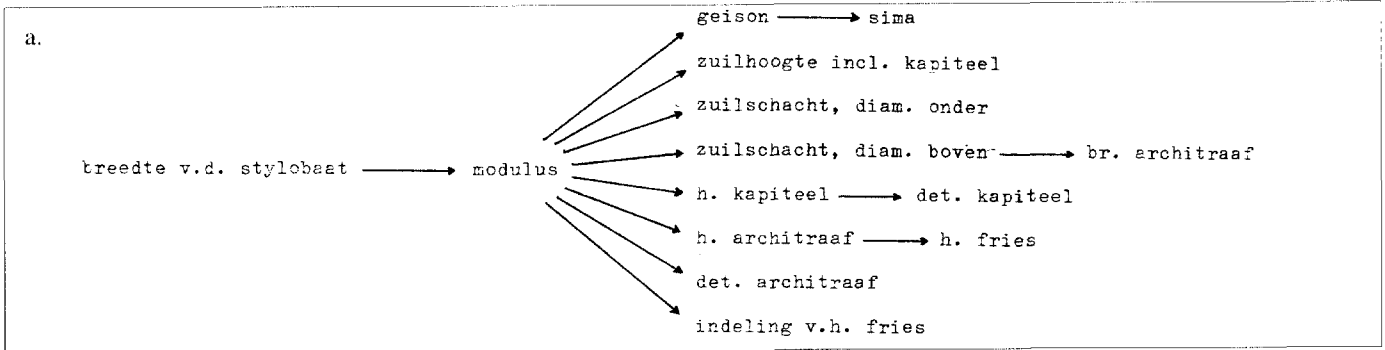 a.
geison → sima
zuilhoogte incl. kapiteel
zuilschacht, diam. onder
zuilschacht, diam. boven → br. architraaf
breedte v.d. stylobaat → modulus
h. kapiteel → det. kapiteel
h. architraaf → h. fries
det. architraaf
indeling v.h. fries